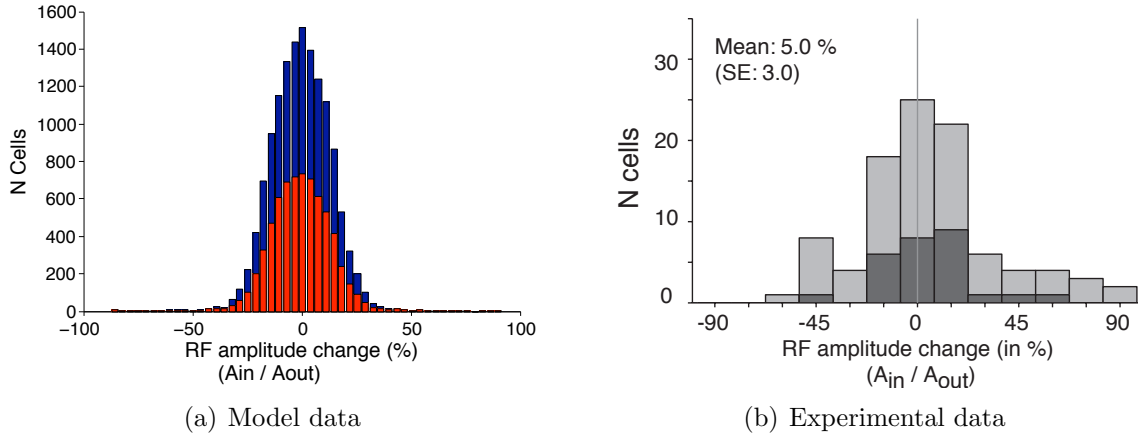 1600
1400
1200
1000
800
600
400
200
0
N Cells
−100
−50
0
50
100
RF amplitude change (%)
(Ain / Aout)
(a) Model data
Mean: 5.0 %
(SE: 3.0)
30
20
10
0
N cells
-90
-45
0
45
90
RF amplitude change (in %)
(Ain / Aout)
(b) Experimental data